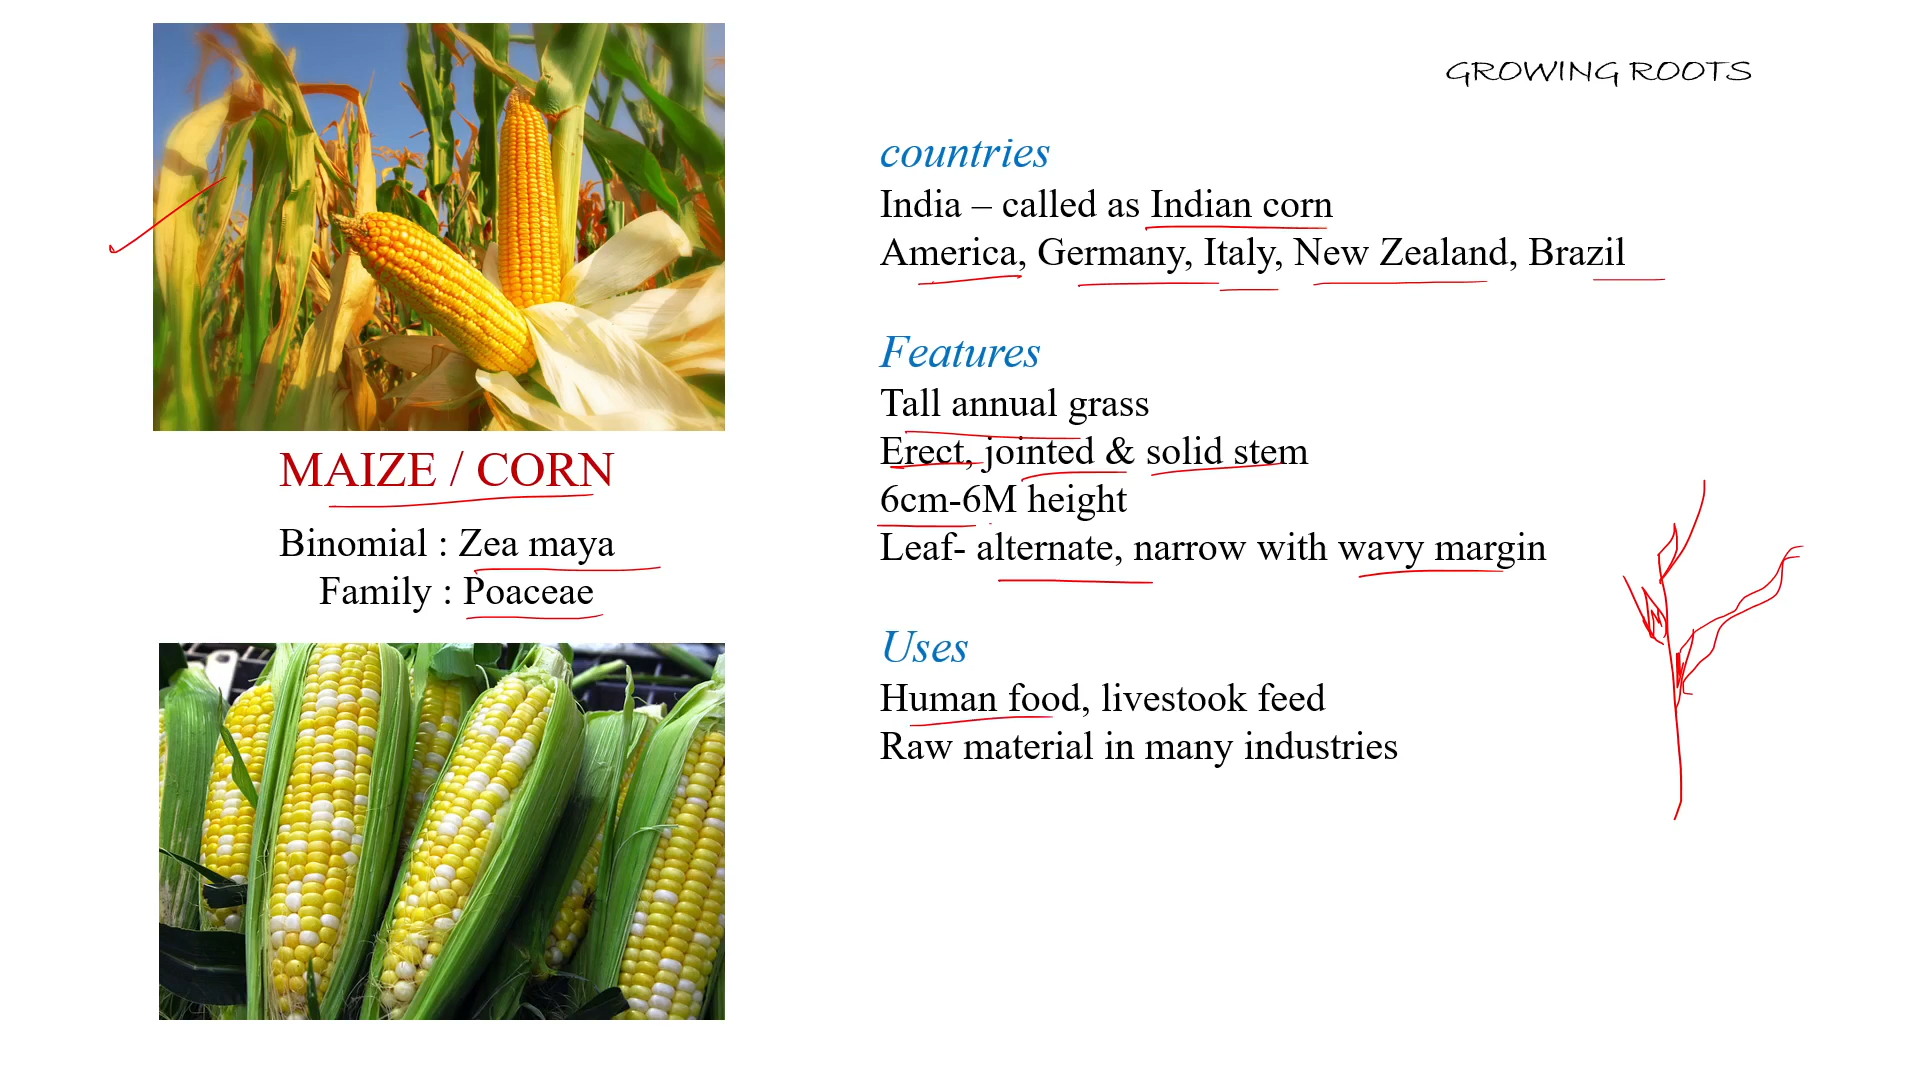 GROWING ROOTS
MAIZE / CORN
Binomial : Zea maya
Family : Poaceae
countries
India – called as Indian corn
America, Germany, Italy, New Zealand, Brazil
Features
Tall annual grass
Erect, jointed & solid stem
6cm-6M height
Leaf- alternate, narrow with wavy margin
Uses
Human food, livestook feed
Raw material in many industries